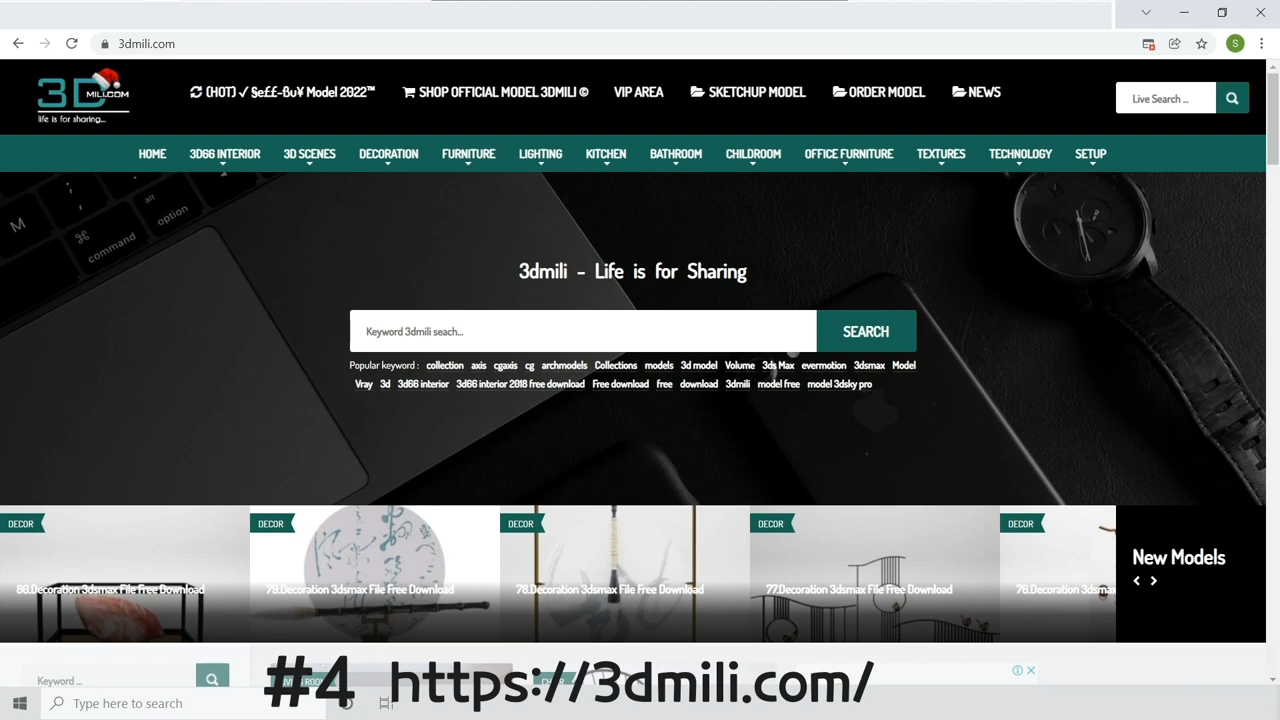 3dmili.com
S
3D MILI.COM
life is for sharing...
(HOT) ✓ §e££-ßu¥ Model 2022™
SHOP OFFICIAL MODEL 3DMILI ©
VIP AREA
SKETCHUP MODEL
ORDER MODEL
NEWS
Live Search ...
HOME 3D66 INTERIOR 3D SCENES DECORATION FURNITURE LIGHTING KITCHEN BATHROOM CHILDROOM OFFICE FURNITURE TEXTURES TECHNOLOGY SETUP
M
;
:
alt
option
⌘
command
3dmili - Life is for Sharing
Keyword 3dmili seach...
SEARCH
Popular keyword : collection axis cgaxis cg archmodels Collections models 3d model Volume 3ds Max evermotion 3dsmax Model
Vray 3d 3d66 interior 3d66 interior 2018 free download Free download free download 3dmili model free model 3dsky pro
DECOR DECOR DECOR DECOR DECOR
80.Decoration 3dsmax File Free Download
79.Decoration 3dsmax File Free Download
78.Decoration 3dsmax File Free Download
77.Decoration 3dsmax File Free Download
76.Decoration 3dsmax
New Models
Keyword ...
#4 https://3dmili.com/
Type here to search